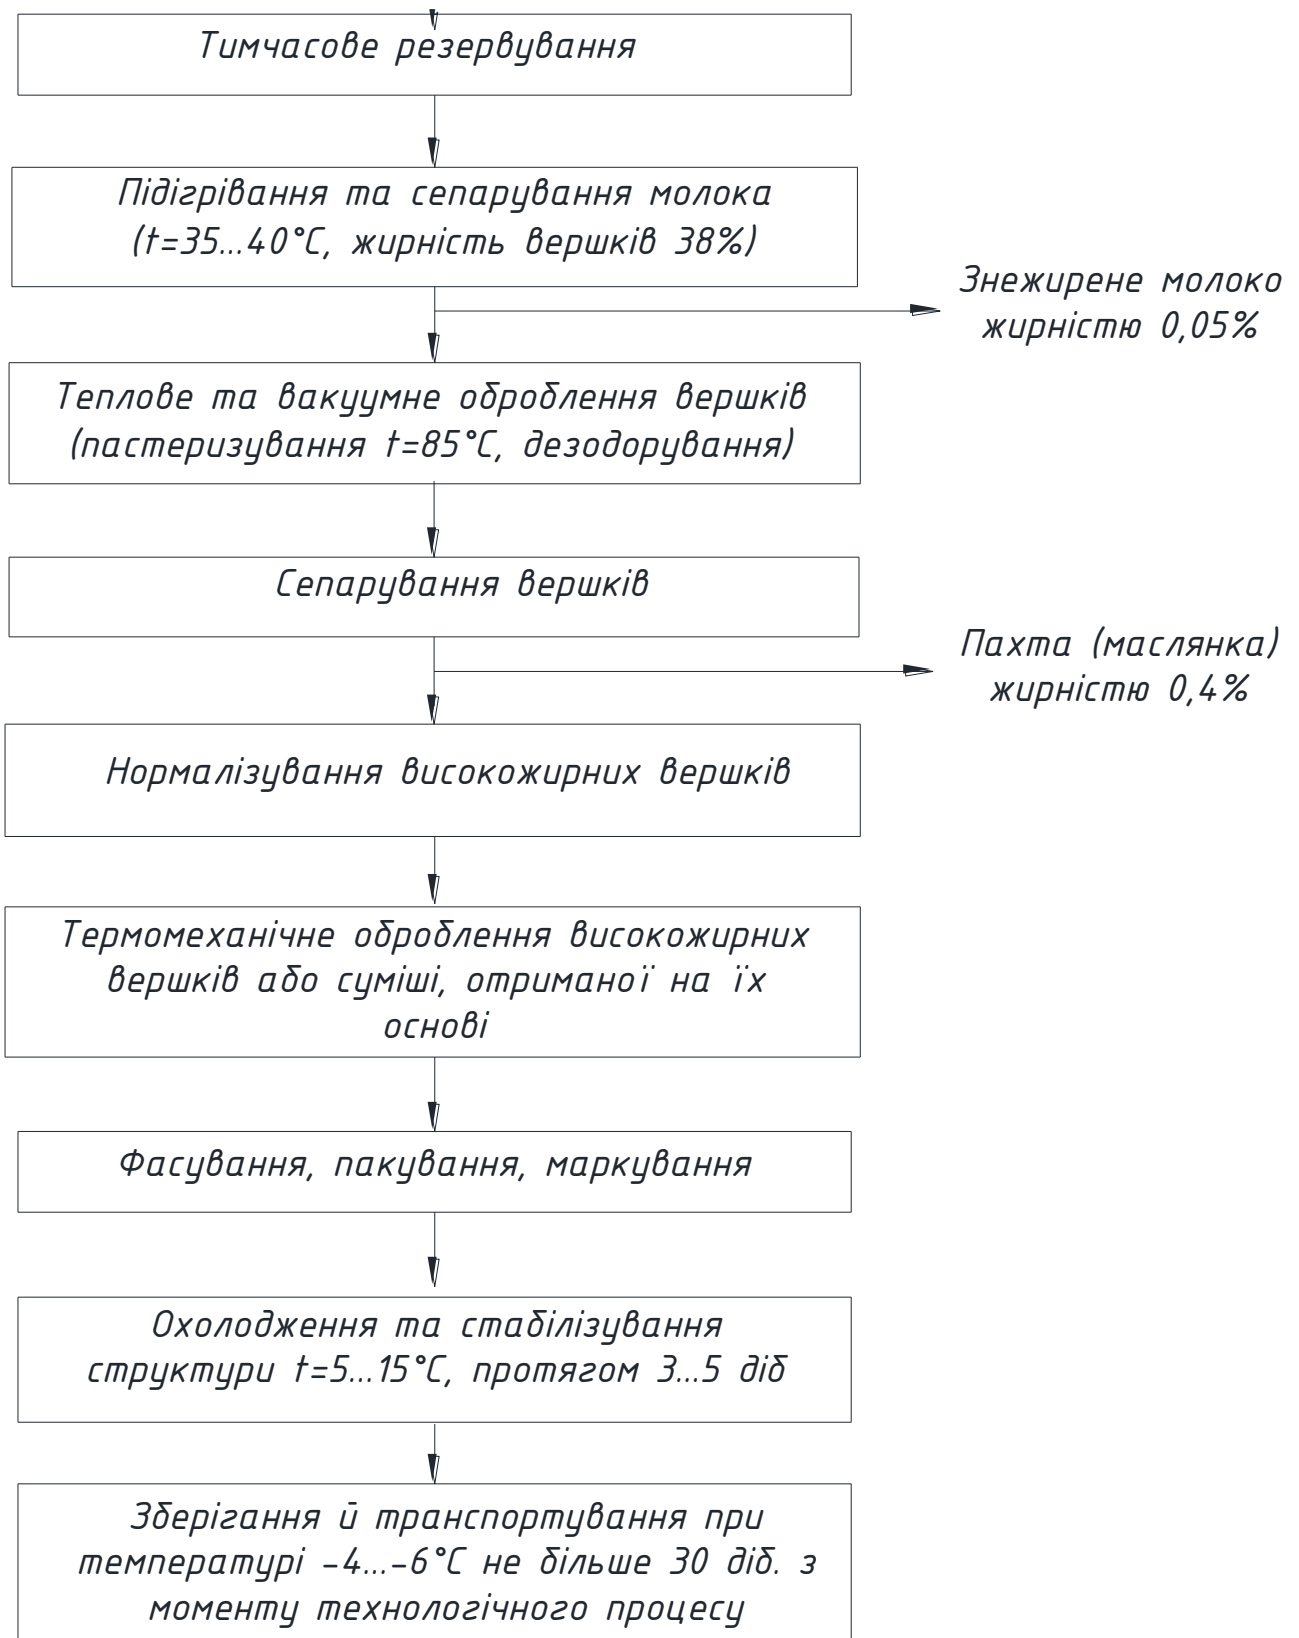 Тимчасове резервування
Підігрівання та сепарування молока
(t=35...40°С, жирність вершків 38%)
Знежирене молоко
жирністю 0,05%
Теплове та вакуумне оброблення вершків
(пастеризування t=85°С, дезодорування)
Сепарування вершків
Пахта (маслянка)
жирністю 0,4%
Нормалізування високожирних вершків
Термомеханічне оброблення високожирних
вершків або суміші, отриманої на їх
основі
Фасування, пакування, маркування
Охолодження та стабілізування
структури t=5...15°С, протягом 3...5 діб
Зберігання й транспортування при
температурі -4...-6°С не більше 30 діб. з
моменту технологічного процесу